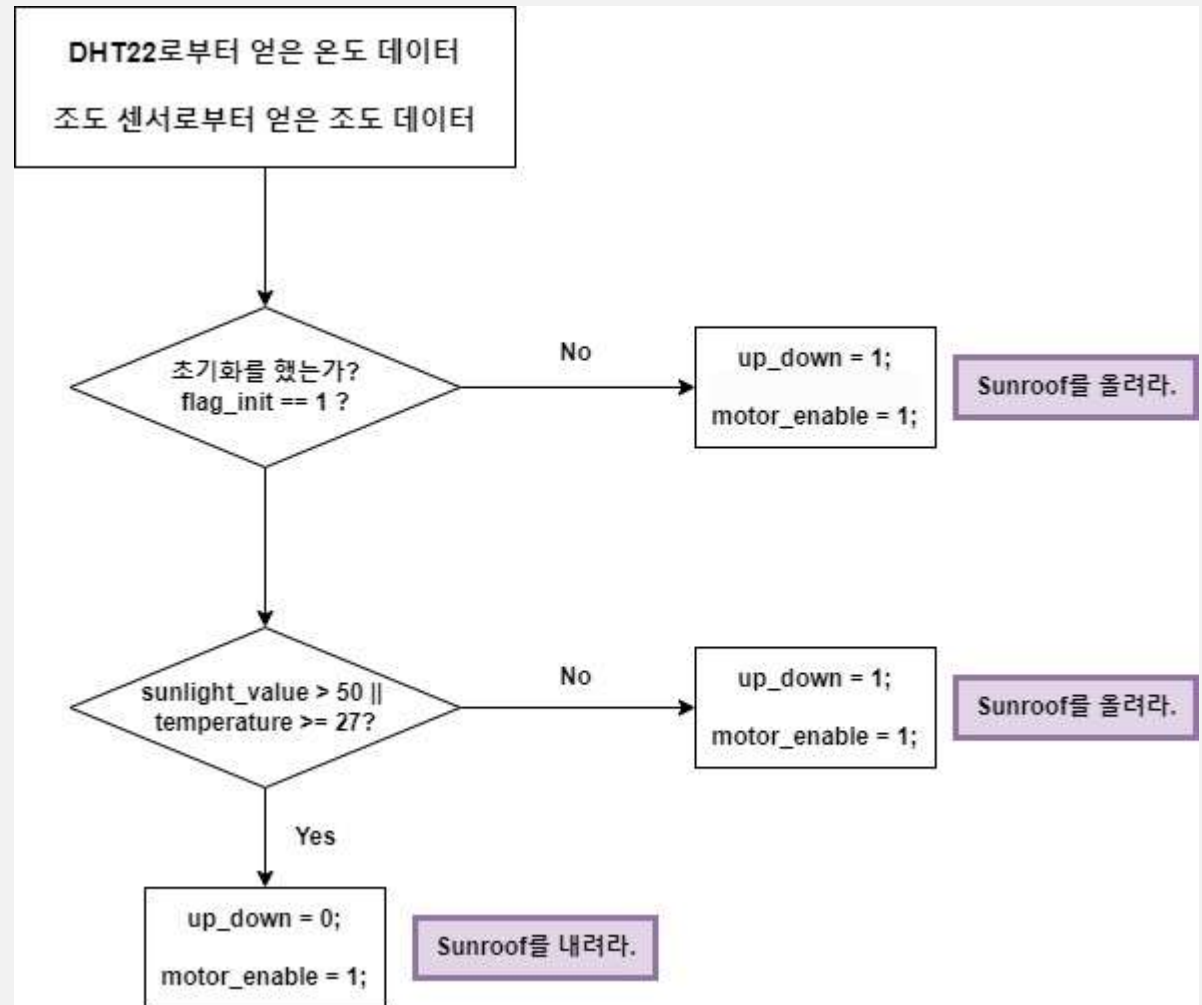 DHT22로부터 얻은 온도 데이터
조도 센서로부터 얻은 조도 데이터
초기화를 했는가?
flag_init == 1 ?
No
up_down = 1;
motor_enable = 1;
Sunroof를 올려라.
sunlight_value > 50 ||
temperature >= 27?
No
up_down = 1;
motor_enable = 1;
Sunroof를 올려라.
Yes
up_down = 0;
motor_enable = 1;
Sunroof를 내려라.